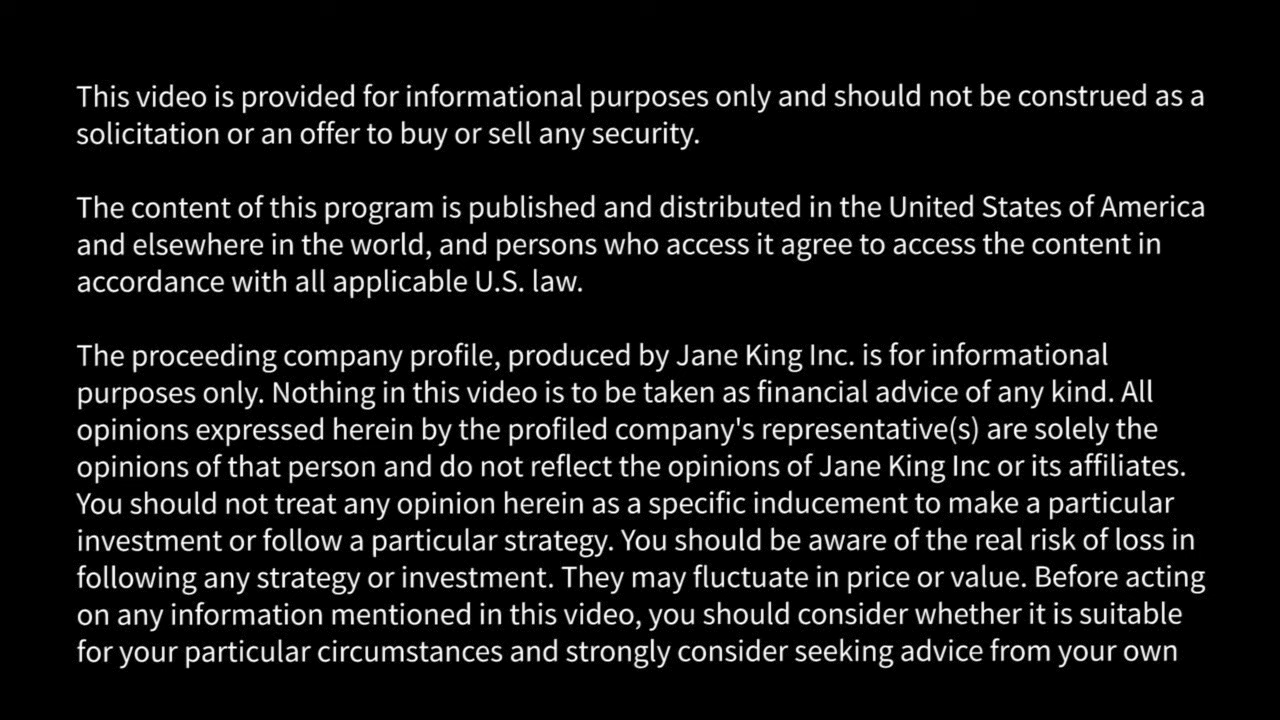 This video is provided for informational purposes only and should not be construed as a
solicitation or an offer to buy or sell any security.
The content of this program is published and distributed in the United States of America
and elsewhere in the world, and persons who access it agree to access the content in
accordance with all applicable U.S. law.
The proceeding company profile, produced by Jane King Inc. is for informational
purposes only. Nothing in this video is to be taken as financial advice of any kind. All
opinions expressed herein by the profiled company's representative(s) are solely the
opinions of that person and do not reflect the opinions of Jane King Inc or its affiliates.
You should not treat any opinion herein as a specific inducement to make a particular
investment or follow a particular strategy. You should be aware of the real risk of loss in
following any strategy or investment. They may fluctuate in price or value. Before acting
on any information mentioned in this video, you should consider whether it is suitable
for your particular circumstances and strongly consider seeking advice from your own